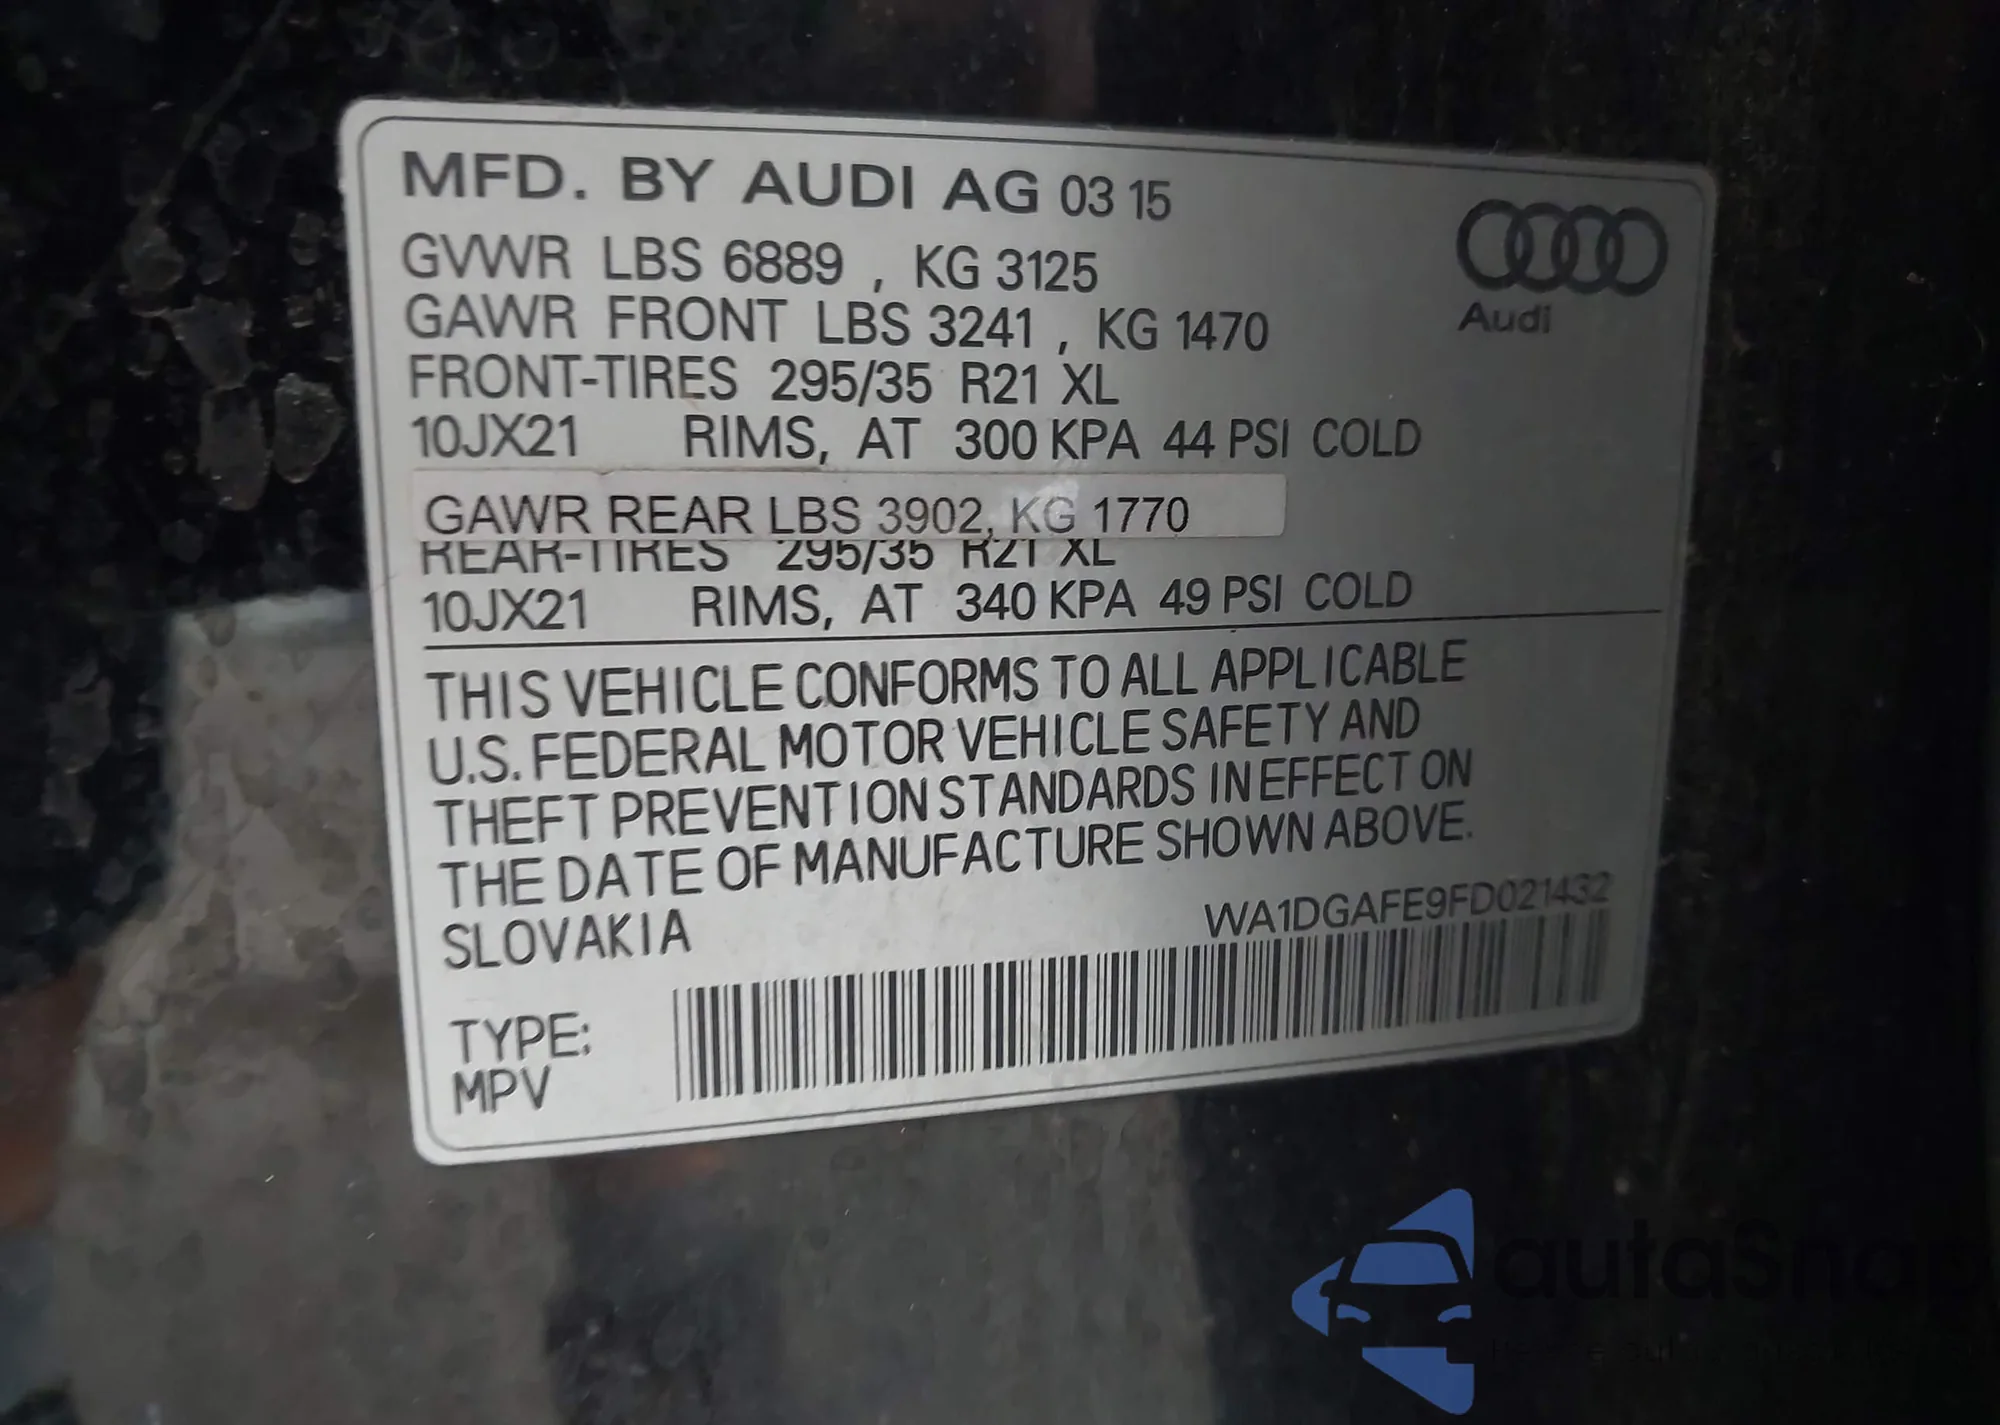 MFD. BY AUDI AG 03 15
GVWR LBS 6889 , KG 3125
GAWR FRONT LBS 3241 , KG 1470
FRONT-TIRES 295/35 R21 XL
10JX21 RIMS, AT 300 KPA 44 PSI COLD
GAWR REAR LBS 3902, KG 1770
REAR-TIRES 295/35 R21 XL
10JX21 RIMS, AT 340 KPA 49 PSI COLD
THIS VEHICLE CONFORMS TO ALL APPLICABLE
U.S. FEDERAL MOTOR VEHICLE SAFETY AND
THEFT PREVENTION STANDARDS IN EFFECT ON
THE DATE OF MANUFACTURE SHOWN ABOVE.
SLOVAKIA
WA1DGAFE9FD021432
TYPE:
MPV
Audi